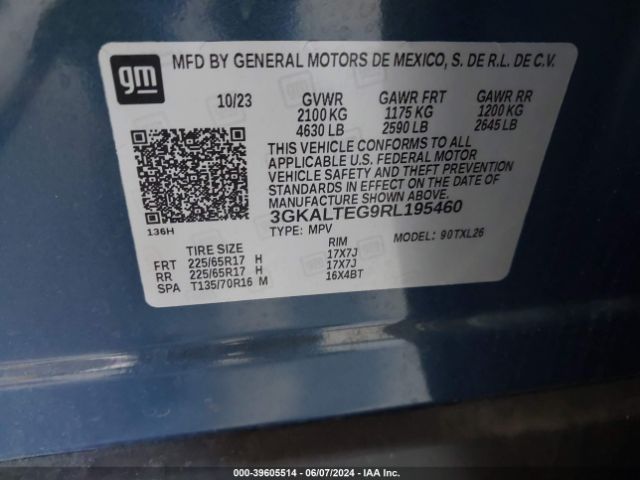 gm
MFD BY GENERAL MOTORS DE MEXICO, S. DE R.L. DE C.V.
10/23 GVWR GAWR FRT GAWR RR
2100 KG 1175 KG 1200 KG
4630 LB 2590 LB 2645 LB
THIS VEHICLE CONFORMS TO ALL
APPLICABLE U.S. FEDERAL MOTOR
VEHICLE SAFETY AND THEFT PREVENTION
STANDARDS IN EFFECT ON THE DATE OF
MANUFACTURE SHOWN ABOVE.
3GKALTEG9RL195460
136H
TYPE: MPV MODEL: 90TXL26
TIRE SIZE RIM
FRT 225/65R17 H 17X7J
RR 225/65R17 H 17X7J
SPA T135/70R16 M 16X4BT
000-39605514 / 06/07/2024 - IAA Inc.